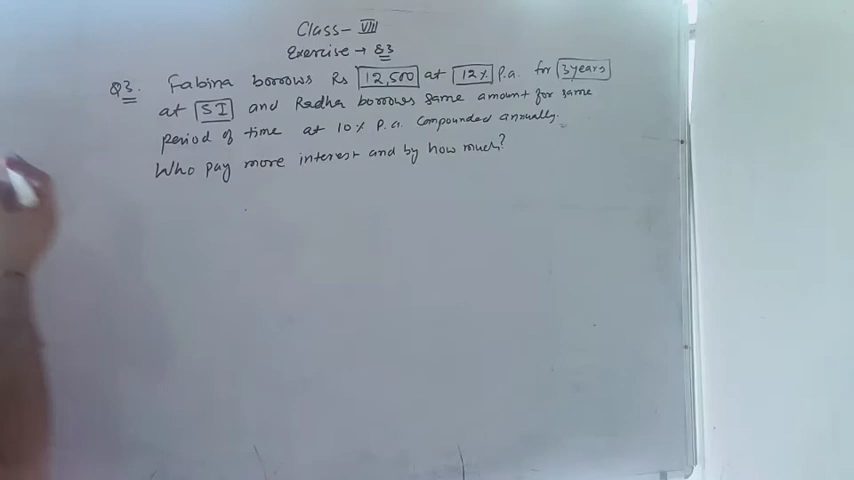 Class - VIII
Exercise → 8.3
Q3. Fabina borrows Rs 12,500 at 12% p.a. for 3 years
at SI and Radha borrows same amount for same
period of time at 10% p.a. compounded annually.
Who pay more interest and by how much?